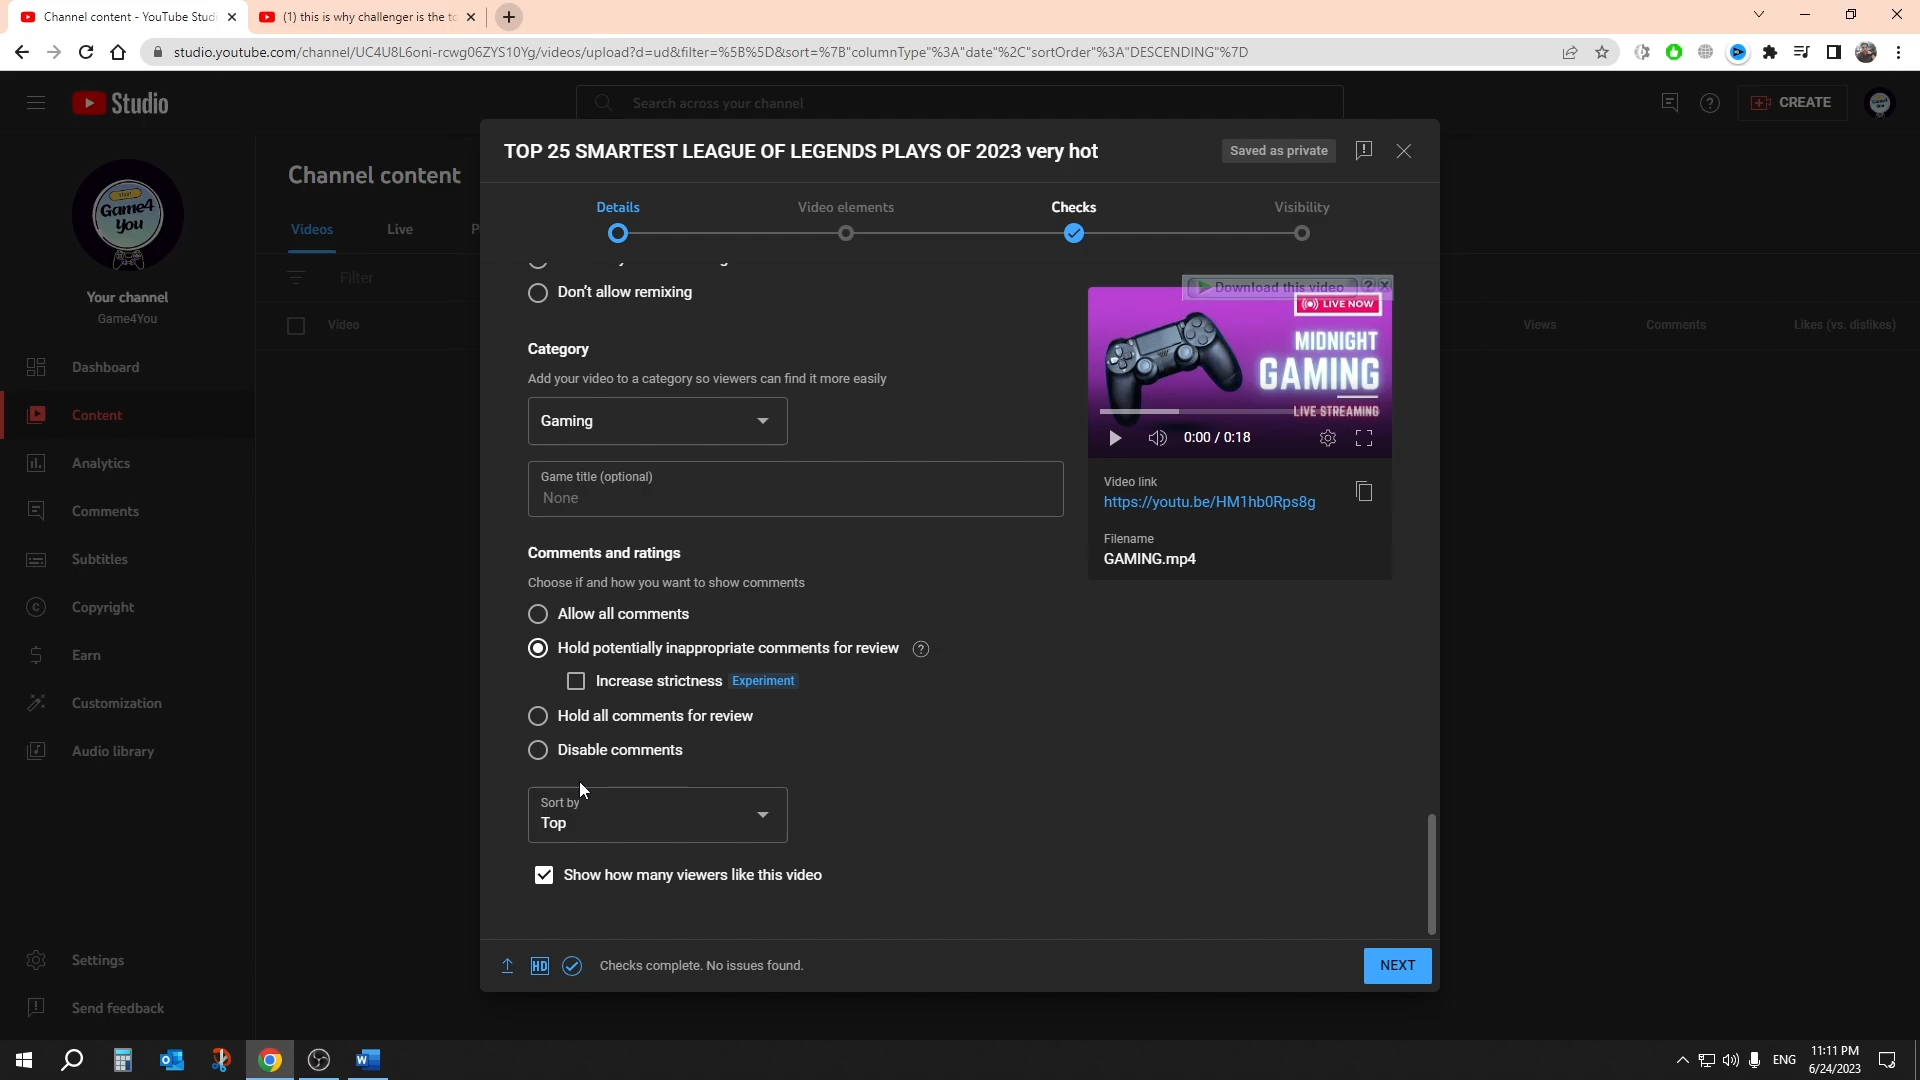 Channel content - YouTube Studi
(1) this is why challenger is the to
studio.youtube.com/channel/UC4U8L6oni-rcwg06ZYS10Yg/videos/upload?d=ud&filter=%5B%5D&sort=%7B"columnType"%3A"date"%2C"sortOrder"%3A"DESCENDING"%7D
Studio
Search across your channel
CREATE
TOP 25 SMARTEST LEAGUE OF LEGENDS PLAYS OF 2023 very hot
Saved as private
Channel content
Details
Video elements
Checks
Visibility
Videos
Live
P
Filter
Video
Views
Comments
Likes (vs. dislikes)
START
Game4
You
Your channel
Game4You
Dashboard
Content
Analytics
Comments
Subtitles
Copyright
Earn
Customization
Audio library
Settings
Send feedback
Don't allow remixing
Category
Add your video to a category so viewers can find it more easily
Gaming
Game title (optional)
None
Comments and ratings
Choose if and how you want to show comments
Allow all comments
Hold potentially inappropriate comments for review
Increase strictness Experiment
Hold all comments for review
Disable comments
Sort by
Top
Show how many viewers like this video
Download this video
LIVE NOW
MIDNIGHT
GAMING
LIVE STREAMING
0:00 / 0:18
Video link
https://youtu.be/HM1hb0Rps8g
Filename
GAMING.mp4
HD
Checks complete. No issues found.
NEXT
ENG
11:11 PM
6/24/2023